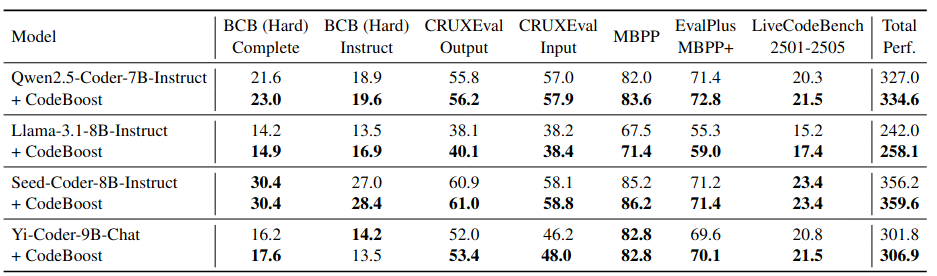 Model BCB (Hard) Complete BCB (Hard) Instruct CRUXEval Output CRUXEval Input MBPP EvalPlus MBPP+ LiveCodeBench 2501-2505 Total Perf.
Qwen2.5-Coder-7B-Instruct 21.6 18.9 55.8 57.0 82.0 71.4 20.3 327.0
+ CodeBoost 23.0 19.6 56.2 57.9 83.6 72.8 21.5 334.6
Llama-3.1-8B-Instruct 14.2 13.5 38.1 38.2 67.5 55.3 15.2 242.0
+ CodeBoost 14.9 16.9 40.1 38.4 71.4 59.0 17.4 258.1
Seed-Coder-8B-Instruct 30.4 27.0 60.9 58.1 85.2 71.2 23.4 356.2
+ CodeBoost 30.4 28.4 61.0 58.8 86.2 71.4 23.4 359.6
Yi-Coder-9B-Chat 16.2 14.2 52.0 46.2 82.8 69.6 20.8 301.8
+ CodeBoost 17.6 13.5 53.4 48.0 82.8 70.1 21.5 306.9